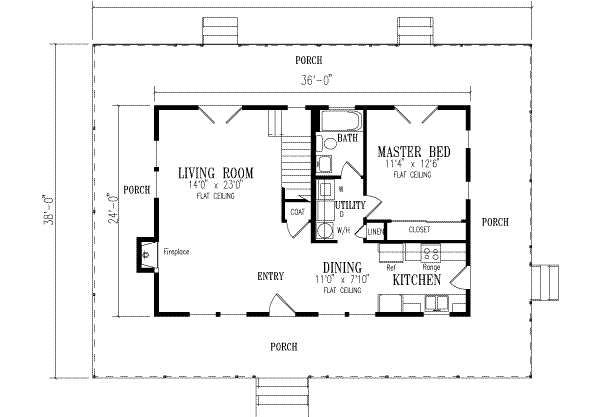 PORCH
36'-0"
BATH
MASTER BED
11'4" x 12'6"
FLAT CEILING
LIVING ROOM
14'0" x 23'0"
FLAT CEILING
PORCH
38'-0"
24'-0"
W
UTILITY
D
COAT
W/H
LINEN
CLOSET
PORCH
Fireplace
DINING
11'0" x 7'10"
FLAT CEILING
Ref
Range
KITCHEN
ENTRY
PORCH